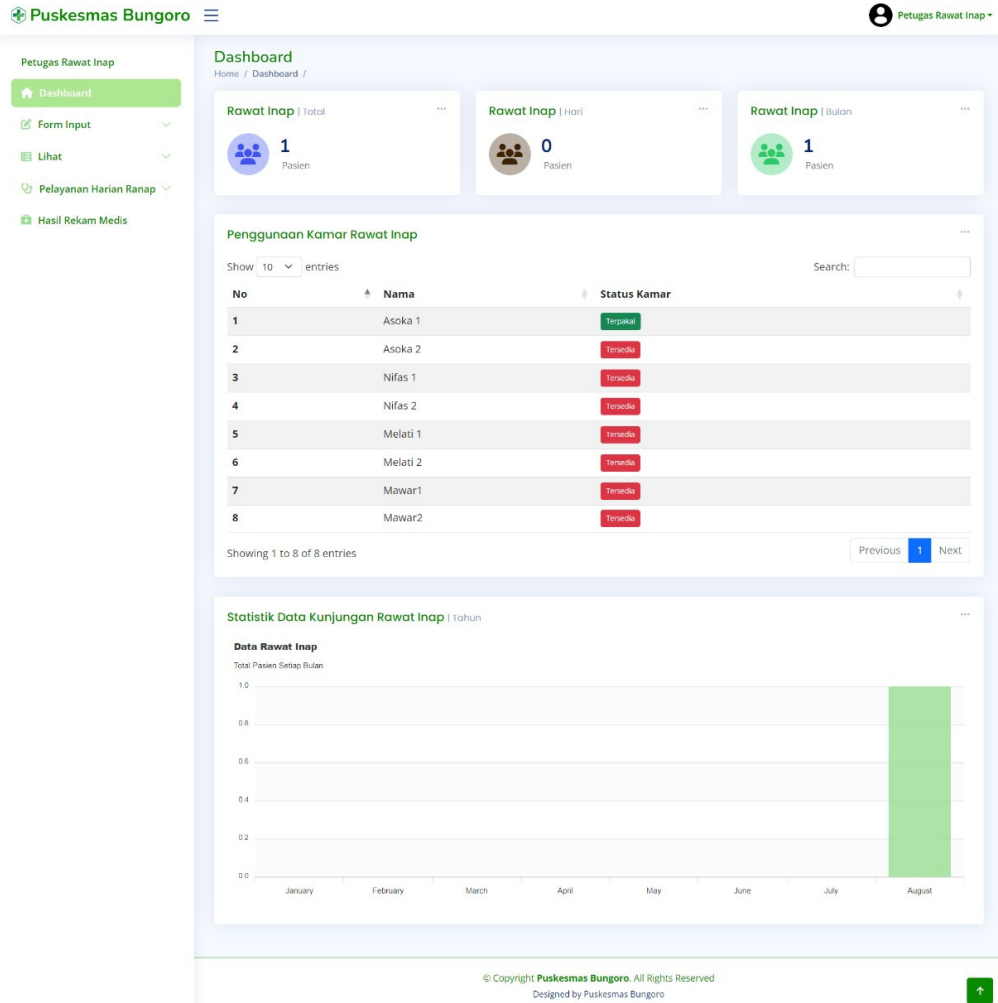 Puskesmas Bungoro
Petugas Rawat Inap
Petugas Rawat Inap
Dashboard
Form Input
Lihat
Pelayanan Harian Ranap
Hasil Rekam Medis
Dashboard
Home / Dashboard /
Rawat Inap | Total
1
Pasien
Rawat Inap | Hari
0
Pasien
Rawat Inap | Bulan
1
Pasien
Penggunaan Kamar Rawat Inap
Show 10 entries
Search:
No Nama Status Kamar
1 Asoka 1 Terpakai
2 Asoka 2 Tersedia
3 Nifas 1 Tersedia
4 Nifas 2 Tersedia
5 Melati 1 Tersedia
6 Melati 2 Tersedia
7 Mawar1 Tersedia
8 Mawar2 Tersedia
Showing 1 to 8 of 8 entries
Previous 1 Next
Statistik Data Kunjungan Rawat Inap | Tahun
Data Rawat Inap
Total Pasien Setiap Bulan
1.0
0.8
0.6
0.4
0.2
0.0
January February March April May June July August
© Copyright Puskesmas Bungoro. All Rights Reserved
Designed by Puskesmas Bungoro